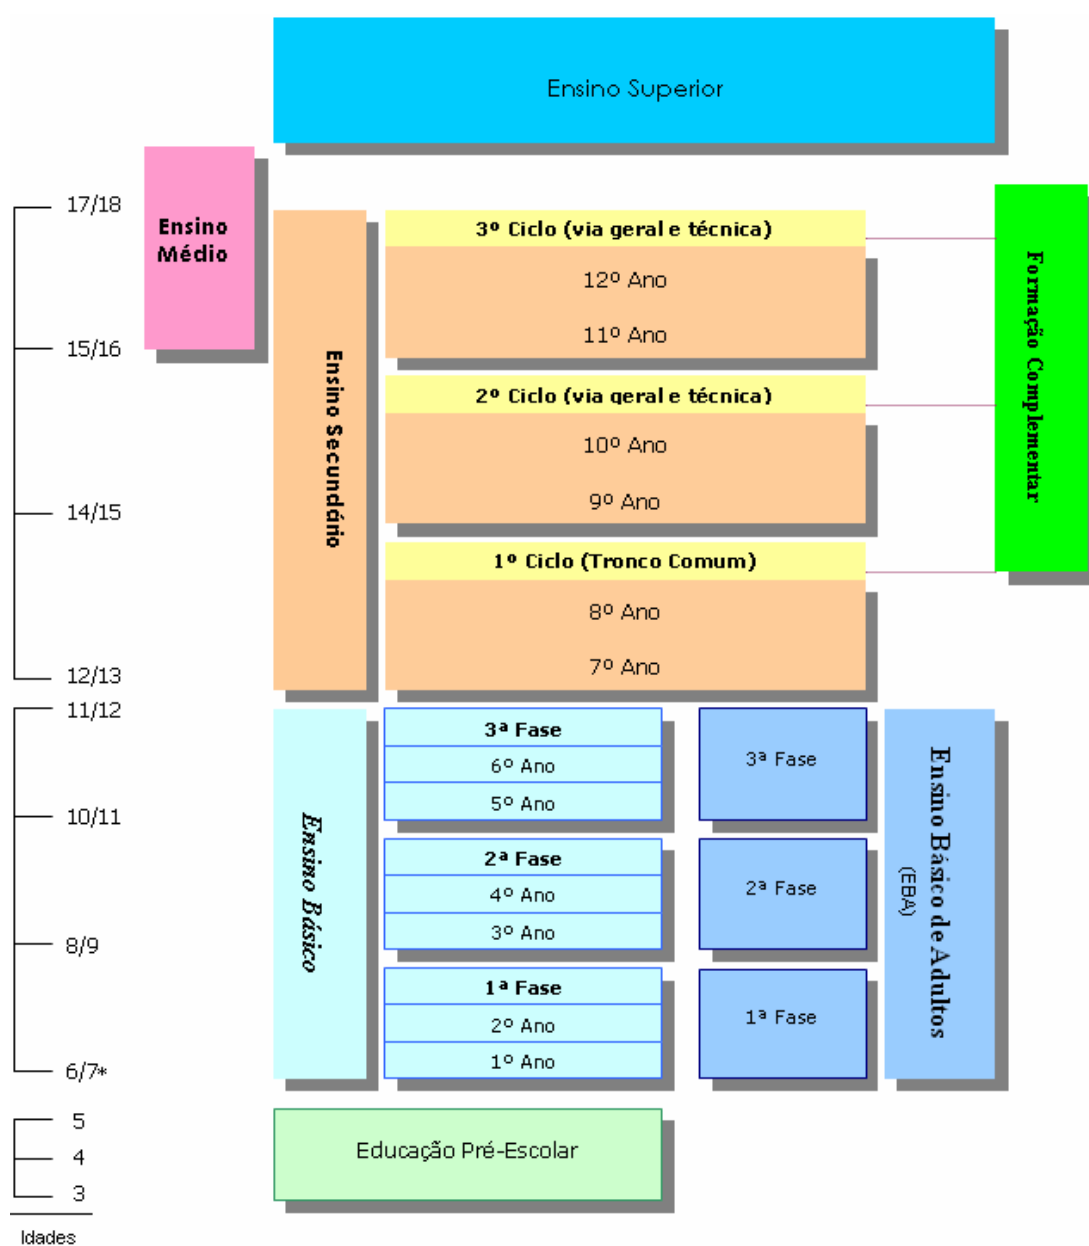 Ensino Superior
Ensino
Médio
17/18
15/16
14/15
12/13
Ensino Secundário
3º Ciclo (via geral e técnica)
12º Ano
11º Ano
2º Ciclo (via geral e técnica)
10º Ano
9º Ano
1º Ciclo (Tronco Comum)
8º Ano
7º Ano
Formação Complementar
11/12
10/11
8/9
6/7*
Ensino Básico
3ª Fase
6º Ano
5º Ano
2ª Fase
4º Ano
3º Ano
1ª Fase
2º Ano
1º Ano
3ª Fase
2ª Fase
1ª Fase
Ensino Básico de Adultos
(EBA)
5
4
3
Educação Pré-Escolar
Idades